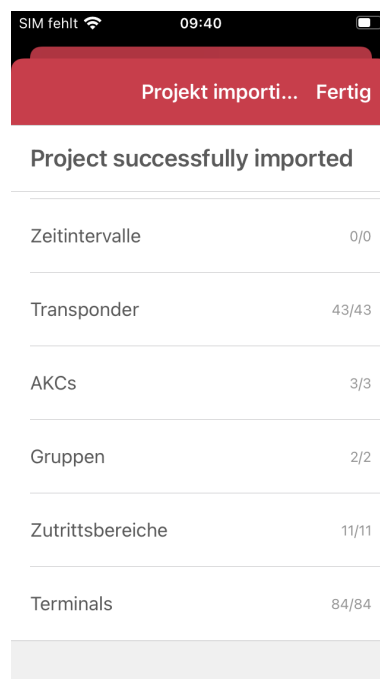 SIM fehlt 09:40
Projekt importi... Fertig
Project successfully imported
Zeitintervalle 0/0
Transponder 43/43
AKCs 3/3
Gruppen 2/2
Zutrittsbereiche 11/11
Terminals 84/84